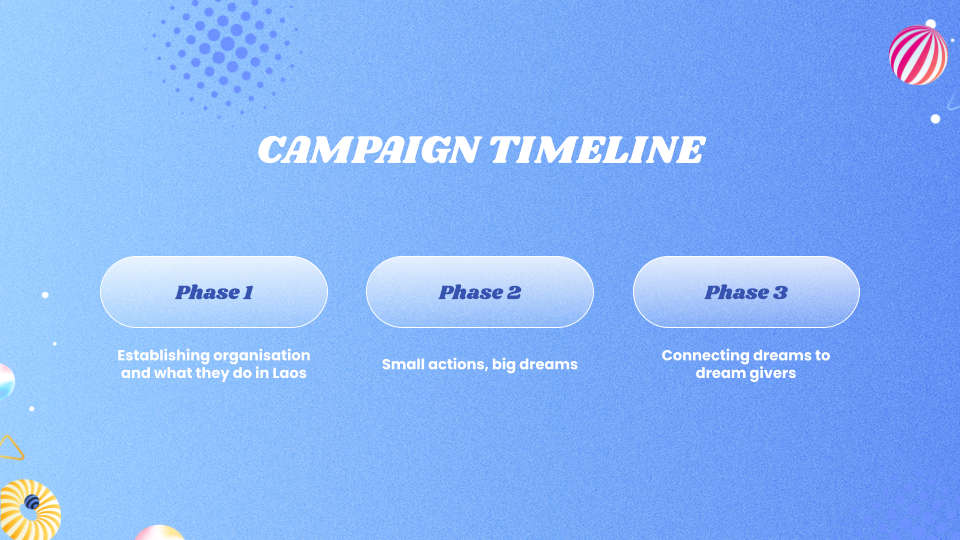 CAMPAIGN TIMELINE
Phase 1
Phase 2
Phase 3
Establishing organisation
and what they do in Laos
Small actions, big dreams
Connecting dreams to
dream givers